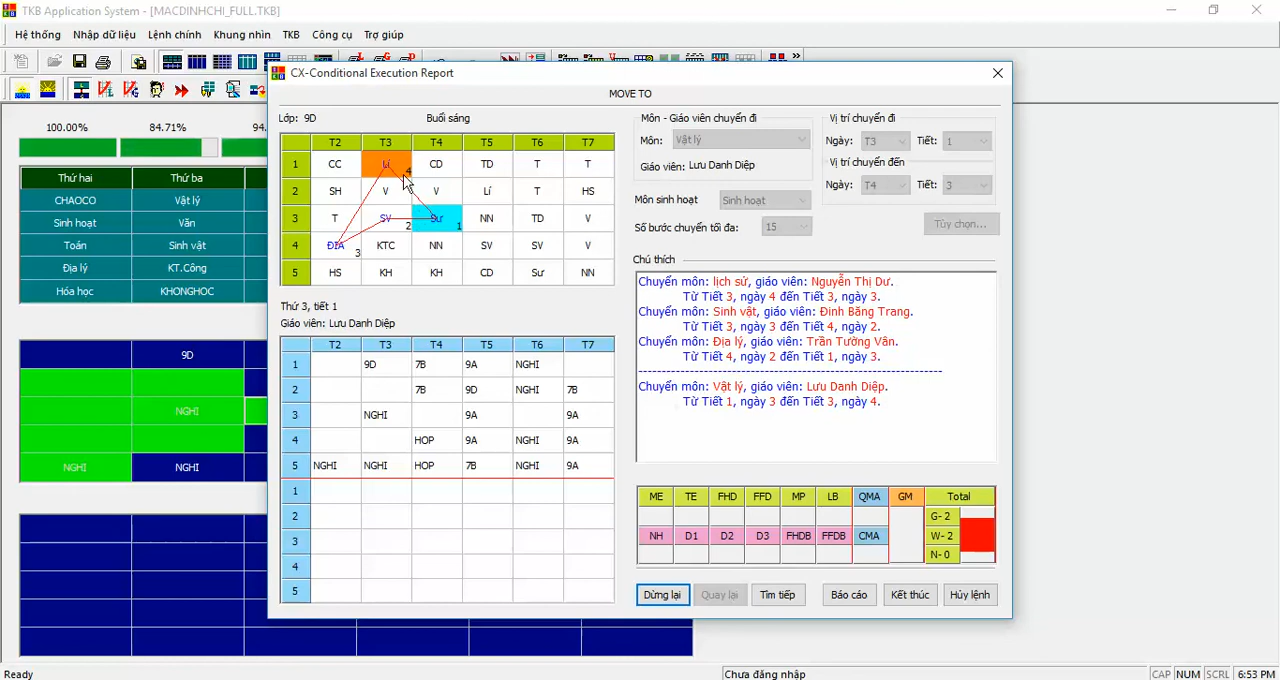 TKB Application System - [MACDINHCHI_FULL.TKB]
Hệ thống Nhập dữ liệu Lệnh chính Khung nhìn TKB Công cụ Trợ giúp
100.00% 84.71% 94.
Thứ hai Thứ ba
CHAOCO Vật lý
Sinh hoạt Văn
Toán Sinh vật
Địa lý KT.Công
Hóa học KHONGHOC
9D
NGHI
NGHI NGHI
CX-Conditional Execution Report
MOVE TO
Lớp: 9D Buổi sáng
T2 T3 T4 T5 T6 T7
1 CC Lí 4 CD TD T T
2 SH V V Lí T HS
3 T SV 2 Sư 1 NN TD V
4 ĐIA 3 KTC NN SV SV V
5 HS KH KH CD Sư NN
Thứ 3, tiết 1
Giáo viên: Lưu Danh Diệp
T2 T3 T4 T5 T6 T7
1 9D 7B 9A NGHI
2 7B 9D NGHI 7B
3 NGHI 9A 9A
4 HOP 9A NGHI 9A
5 NGHI NGHI HOP 7B NGHI 9A
1
2
3
4
5
Môn - Giáo viên chuyển đi
Môn: Vật lý
Giáo viên: Lưu Danh Diệp
Vị trí chuyển đi
Ngày: T3 Tiết: 1
Vị trí chuyển đến
Ngày: T4 Tiết: 3
Môn sinh hoạt Sinh hoạt
Số bước chuyển tối đa: 15
Tùy chọn...
Chú thích
Chuyển môn: lịch sử, giáo viên: Nguyễn Thị Dư.
Từ Tiết 3, ngày 4 đến Tiết 3, ngày 3.
Chuyển môn: Sinh vật, giáo viên: Đinh Băng Trang.
Từ Tiết 3, ngày 3 đến Tiết 4, ngày 2.
Chuyển môn: Địa lý, giáo viên: Trần Tưởng Vân.
Từ Tiết 4, ngày 2 đến Tiết 1, ngày 3.
Chuyển môn: Vật lý, giáo viên: Lưu Danh Diệp.
Từ Tiết 1, ngày 3 đến Tiết 3, ngày 4.
ME TE FHD FFD MP LB QMA GM Total
G- 2
NH D1 D2 D3 FHDB FFDB CMA W- 2
N- 0
Dừng lại Quay lại Tìm tiếp Báo cáo Kết thúc Hủy lệnh
Ready Chưa đăng nhập CAP NUM SCRL 6:53 PM